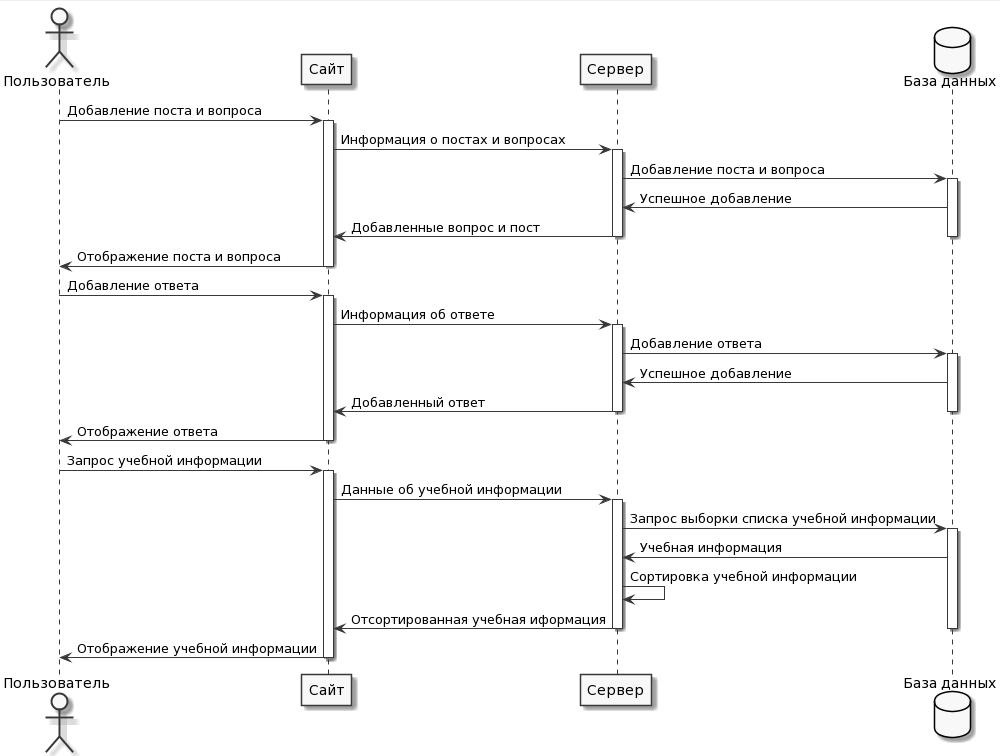 Пользователь
Сайт
Сервер
База данных
Добавление поста и вопроса
Информация о постах и вопросах
Добавление поста и вопроса
Успешное добавление
Добавленные вопрос и пост
Отображение поста и вопроса
Добавление ответа
Информация об ответе
Добавление ответа
Успешное добавление
Добавленный ответ
Отображение ответа
Запрос учебной информации
Данные об учебной информации
Запрос выборки списка учебной информации
Учебная информация
Сортировка учебной информации
Отсортированная учебная иформация
Отображение учебной информации
Пользователь
Сайт
Сервер
База данных